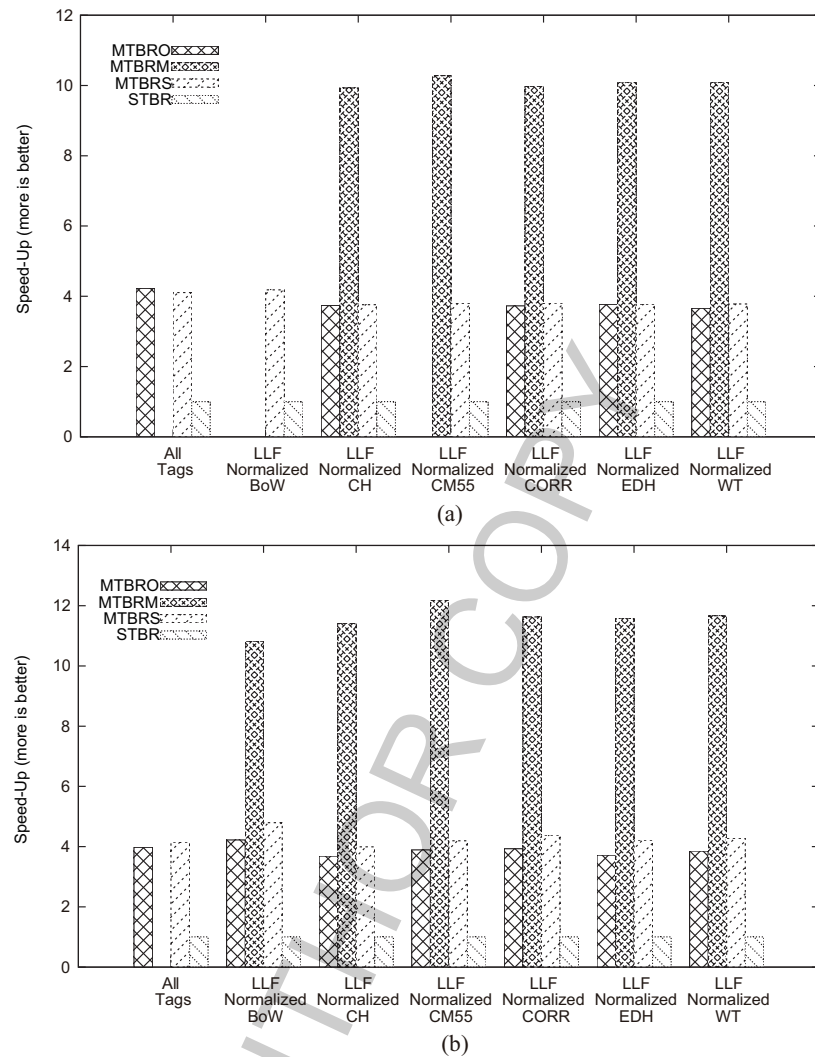 12
10
8
6
4
2
0
Speed-Up (more is better)
MTBRO
MTBRM
MTBRS
STBR
All
Tags
LLF
Normalized
BoW
LLF
Normalized
CH
LLF
Normalized
CM55
LLF
Normalized
CORR
LLF
Normalized
EDH
LLF
Normalized
WT
(a)
14
12
10
8
6
4
2
0
Speed-Up (more is better)
MTBRO
MTBRM
MTBRS
STBR
All
Tags
LLF
Normalized
BoW
LLF
Normalized
CH
LLF
Normalized
CM55
LLF
Normalized
CORR
LLF
Normalized
EDH
LLF
Normalized
WT
(b)
THOR COPY